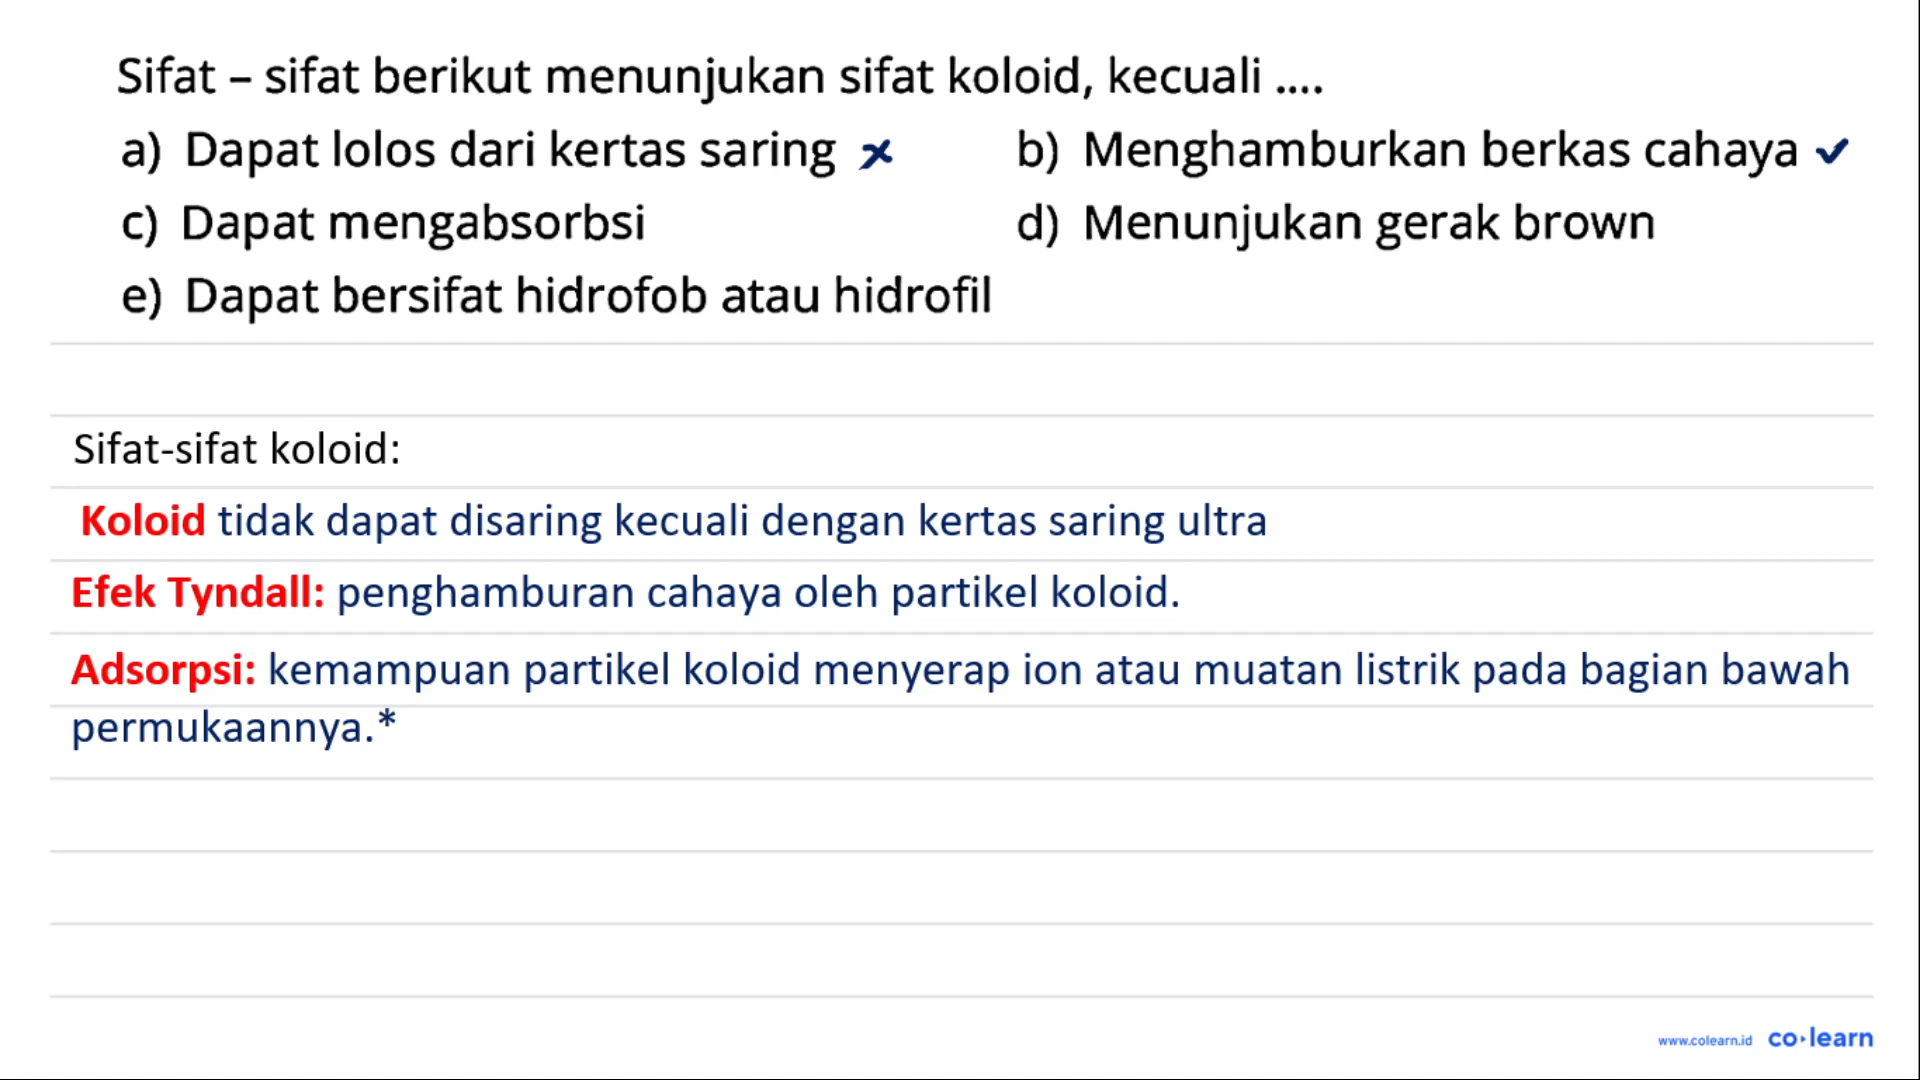 Sifat – sifat berikut menunjukan sifat koloid, kecuali ....
a) Dapat lolos dari kertas saring ✗ b) Menghamburkan berkas cahaya ✓
c) Dapat mengabsorbsi d) Menunjukan gerak brown
e) Dapat bersifat hidrofob atau hidrofil
Sifat-sifat koloid:
Koloid tidak dapat disaring kecuali dengan kertas saring ultra
Efek Tyndall: penghamburan cahaya oleh partikel koloid.
Adsorpsi: kemampuan partikel koloid menyerap ion atau muatan listrik pada bagian bawah
permukaannya.*
www.colearn.id co·learn